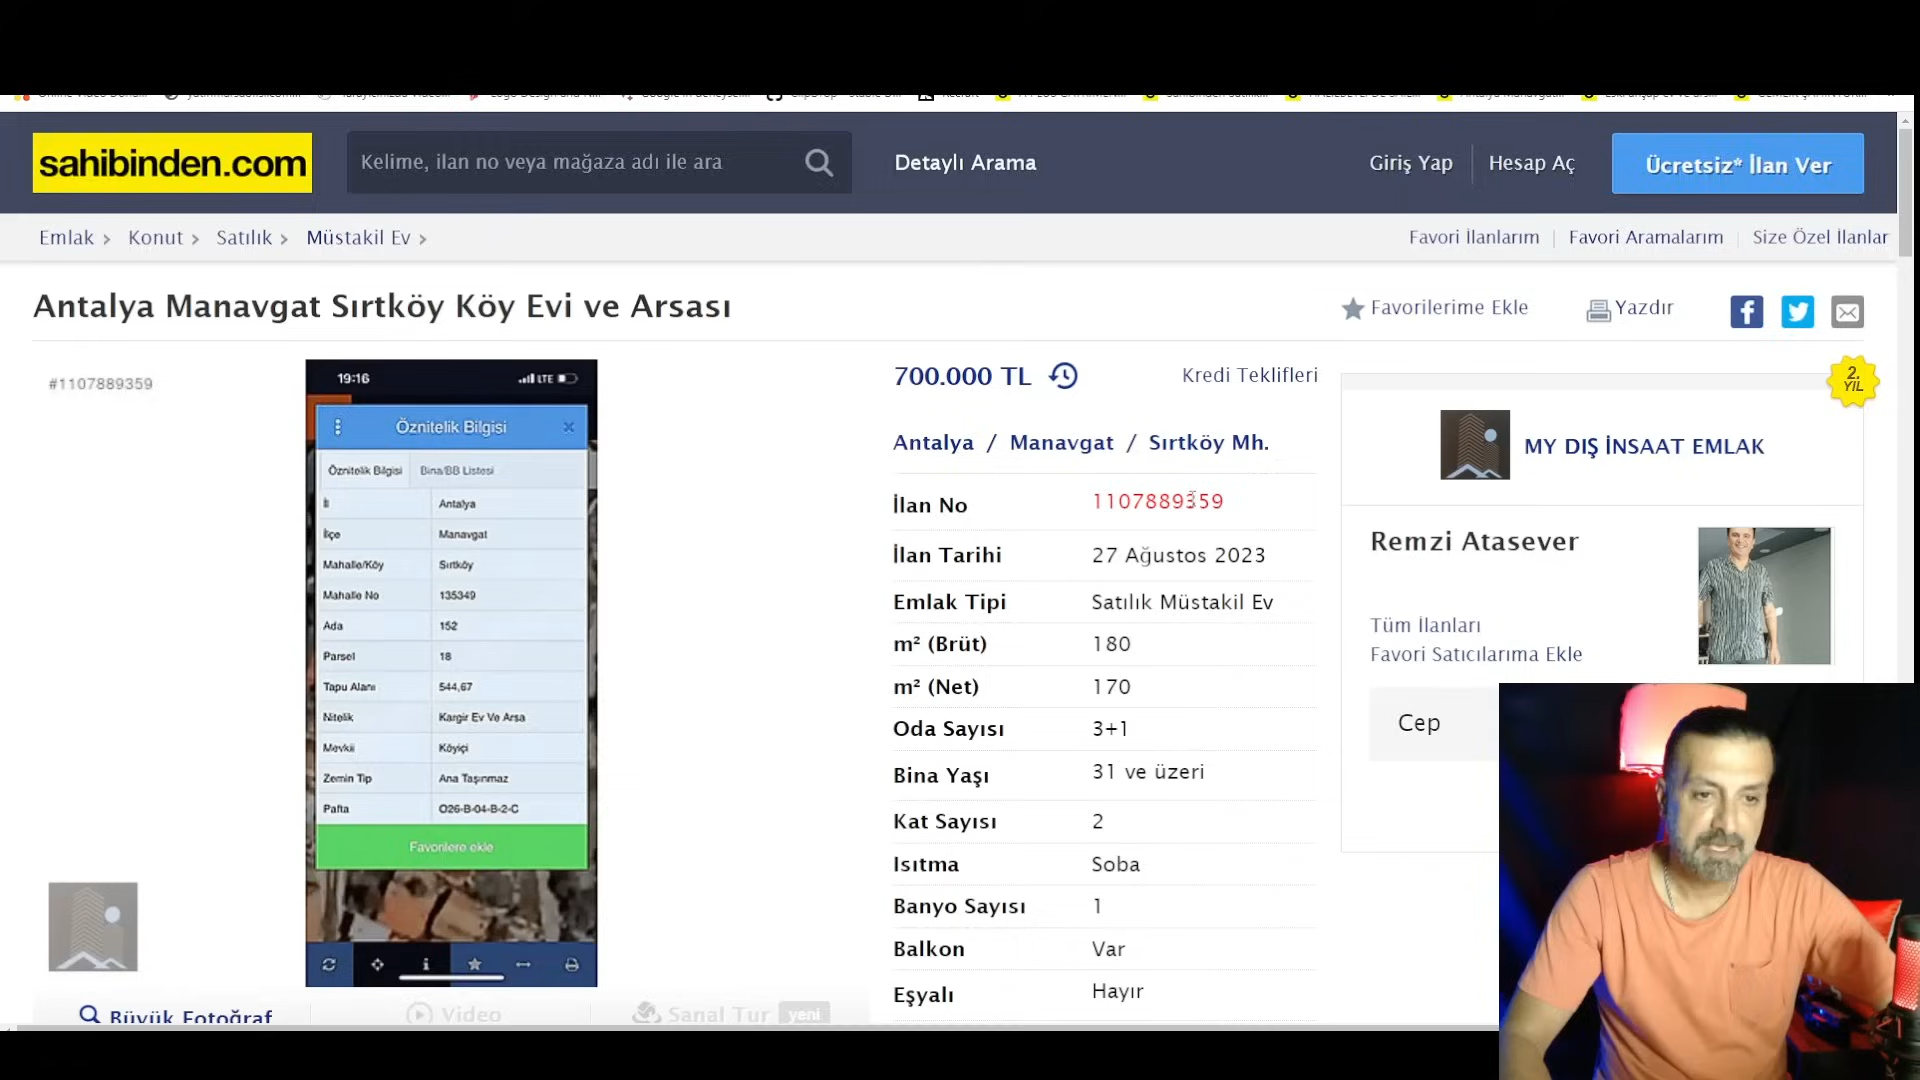 sahibinden.com
Kelime, ilan no veya mağaza adı ile ara
Detaylı Arama
Giriş Yap
Hesap Aç
Ücretsiz* İlan Ver
Emlak > Konut > Satılık > Müstakil Ev >
Favori İlanlarım
Favori Aramalarım
Size Özel İlanlar
Antalya Manavgat Sırtköy Köy Evi ve Arsası
Favorilerime Ekle
Yazdır
#1107889359
19:16
LTE
Öznitelik Bilgisi
Öznitelik Bilgisi Bina/BB Listesi
İl Antalya
İlçe Manavgat
Mahalle/Köy Sırtköy
Mahalle No 135349
Ada 152
Parsel 18
Tapu Alanı 544,67
Nitelik Kargir Ev Ve Arsa
Mevkii Köyiçi
Zemin Tip Ana Taşınmaz
Pafta O26-B-04-B-2-C
Favorilere ekle
Büyük Fotoğraf
Video
Sanal Tur yeni
700.000 TL
Kredi Teklifleri
Antalya / Manavgat / Sırtköy Mh.
İlan No 1107889359
İlan Tarihi 27 Ağustos 2023
Emlak Tipi Satılık Müstakil Ev
m² (Brüt) 180
m² (Net) 170
Oda Sayısı 3+1
Bina Yaşı 31 ve üzeri
Kat Sayısı 2
Isıtma Soba
Banyo Sayısı 1
Balkon Var
Eşyalı Hayır
2.
YIL
MY DIŞ İNSAAT EMLAK
Remzi Atasever
Tüm İlanları
Favori Satıcılarıma Ekle
Cep